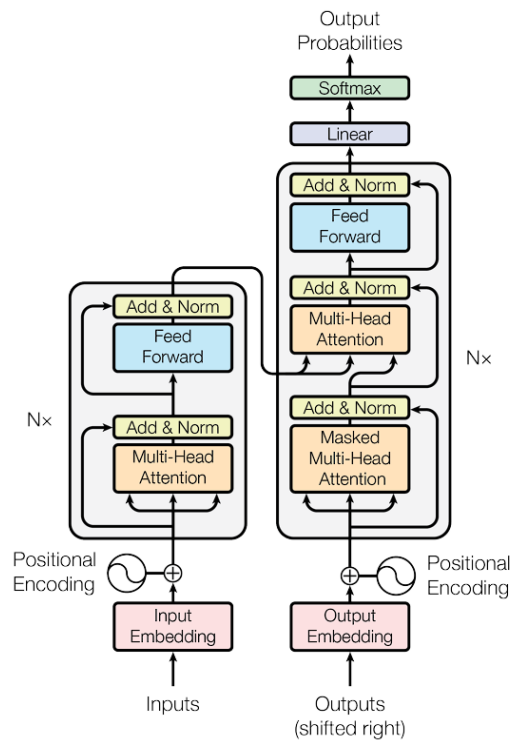 Output
Probabilities
Softmax
Linear
Add & Norm
Feed
Forward
Add & Norm
Multi-Head
Attention
Add & Norm
Masked
Multi-Head
Attention
N×
Add & Norm
Feed
Forward
N×
Add & Norm
Multi-Head
Attention
Positional
Encoding
Positional
Encoding
Input
Embedding
Output
Embedding
Inputs
Outputs
(shifted right)